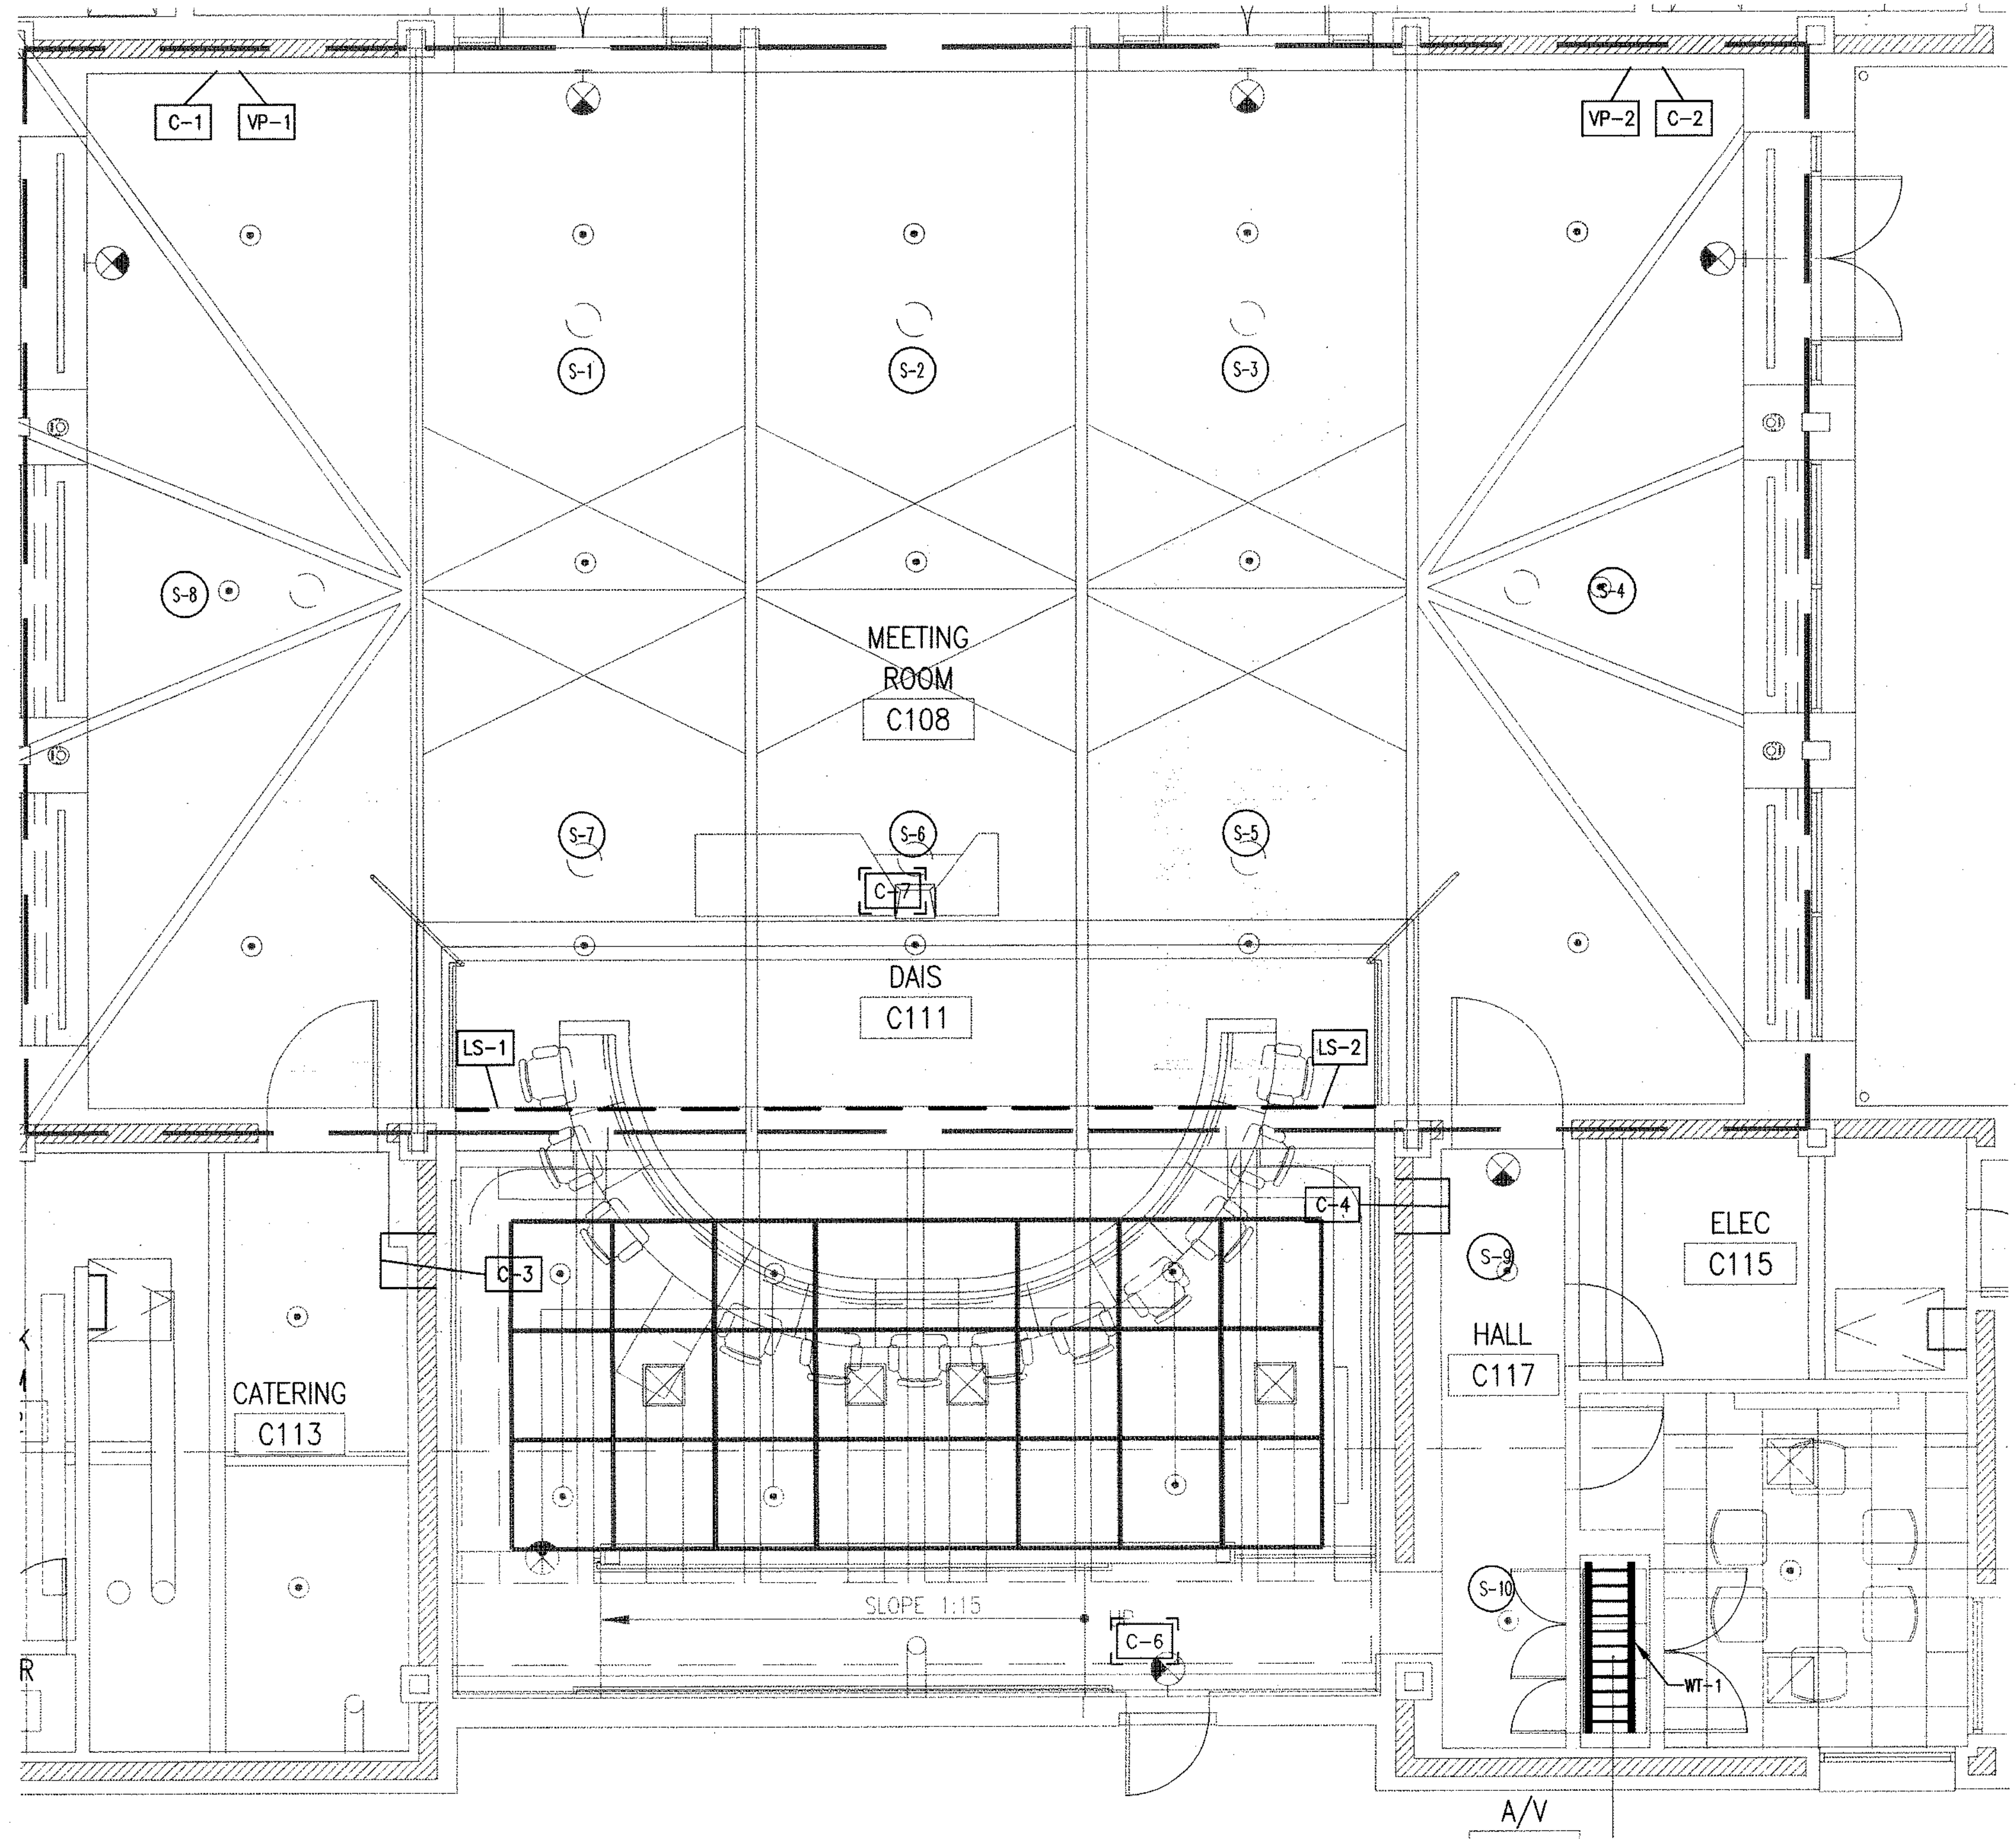 C-1 VP-1 VP-2 C-2
S-1 S-2 S-3
S-8 S-4
MEETING
ROOM
C108
S-7 S-6 S-5
C-7
DAIS
C111
LS-1 LS-2
C-4
C-3
S-9
ELEC
C115
HALL
C117
CATERING
C113
S-10
SLOPE 1:15
UP
C-6
R
WT-1
A/V